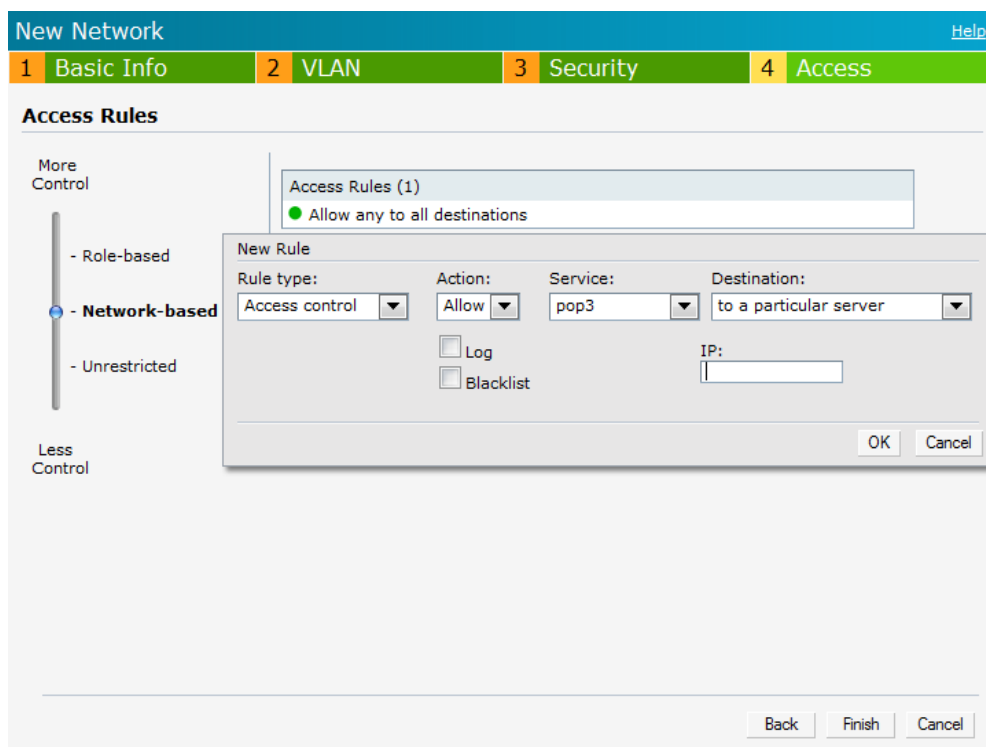 New Network Help
1 Basic Info 2 VLAN 3 Security 4 Access
Access Rules
More
Control
- Role-based
- Network-based
- Unrestricted
Less
Control
Access Rules (1)
Allow any to all destinations
New Rule
Rule type: Action: Service: Destination:
Access control Allow pop3 to a particular server
Log
Blacklist
IP:
OK Cancel
Back Finish Cancel